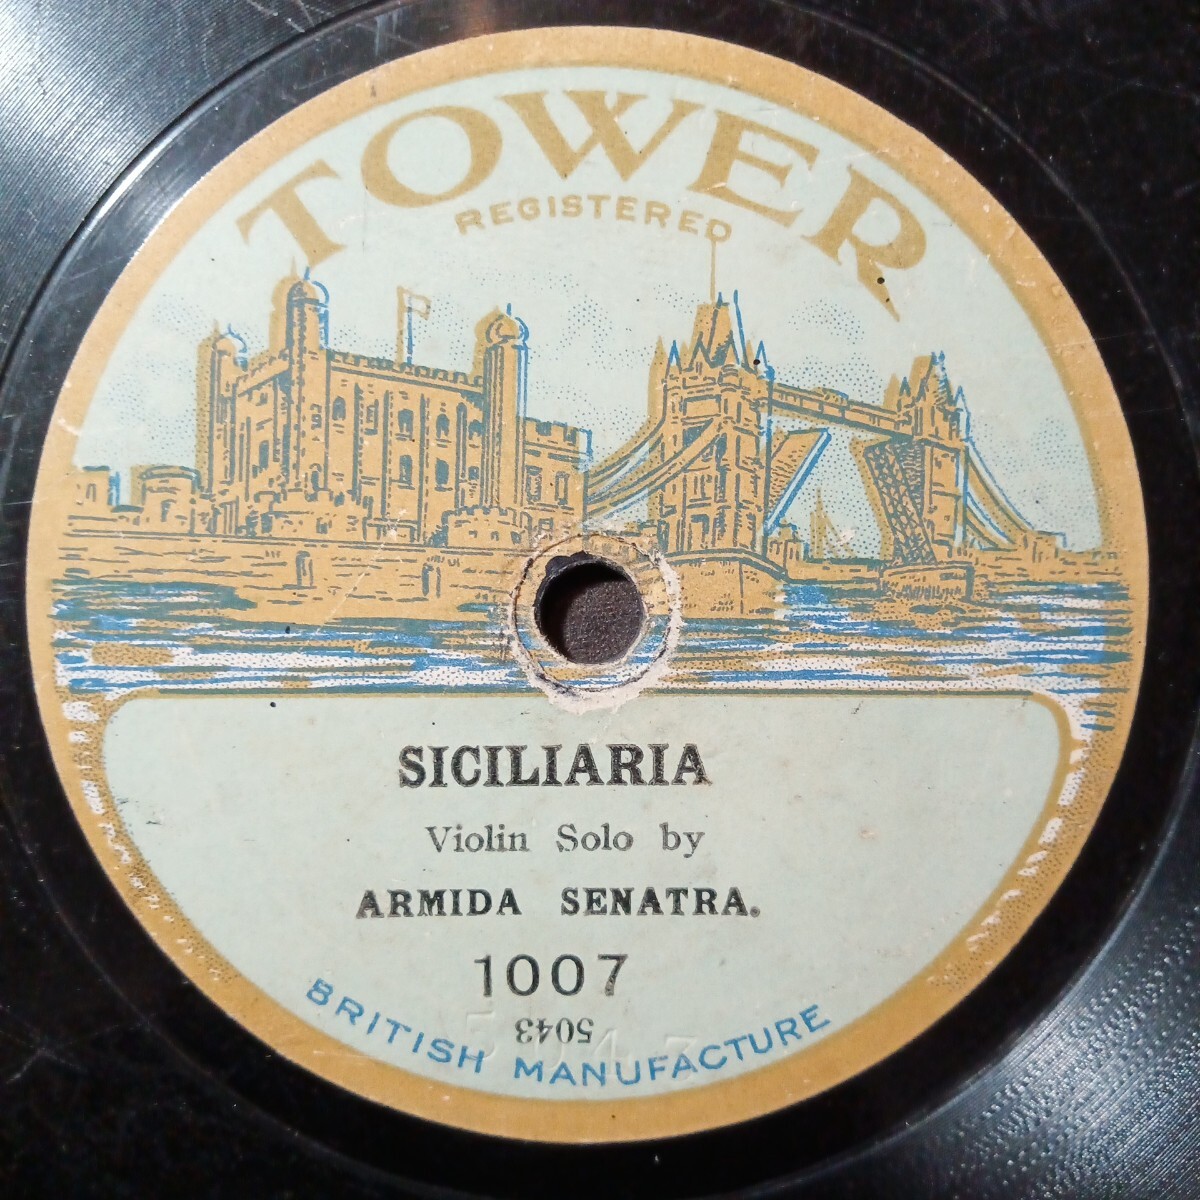 TOWER
REGISTERED
SICILIARIA
Violin Solo by
ARMIDA SENATRA.
1007
5043
BRITISH MANUFACTURE